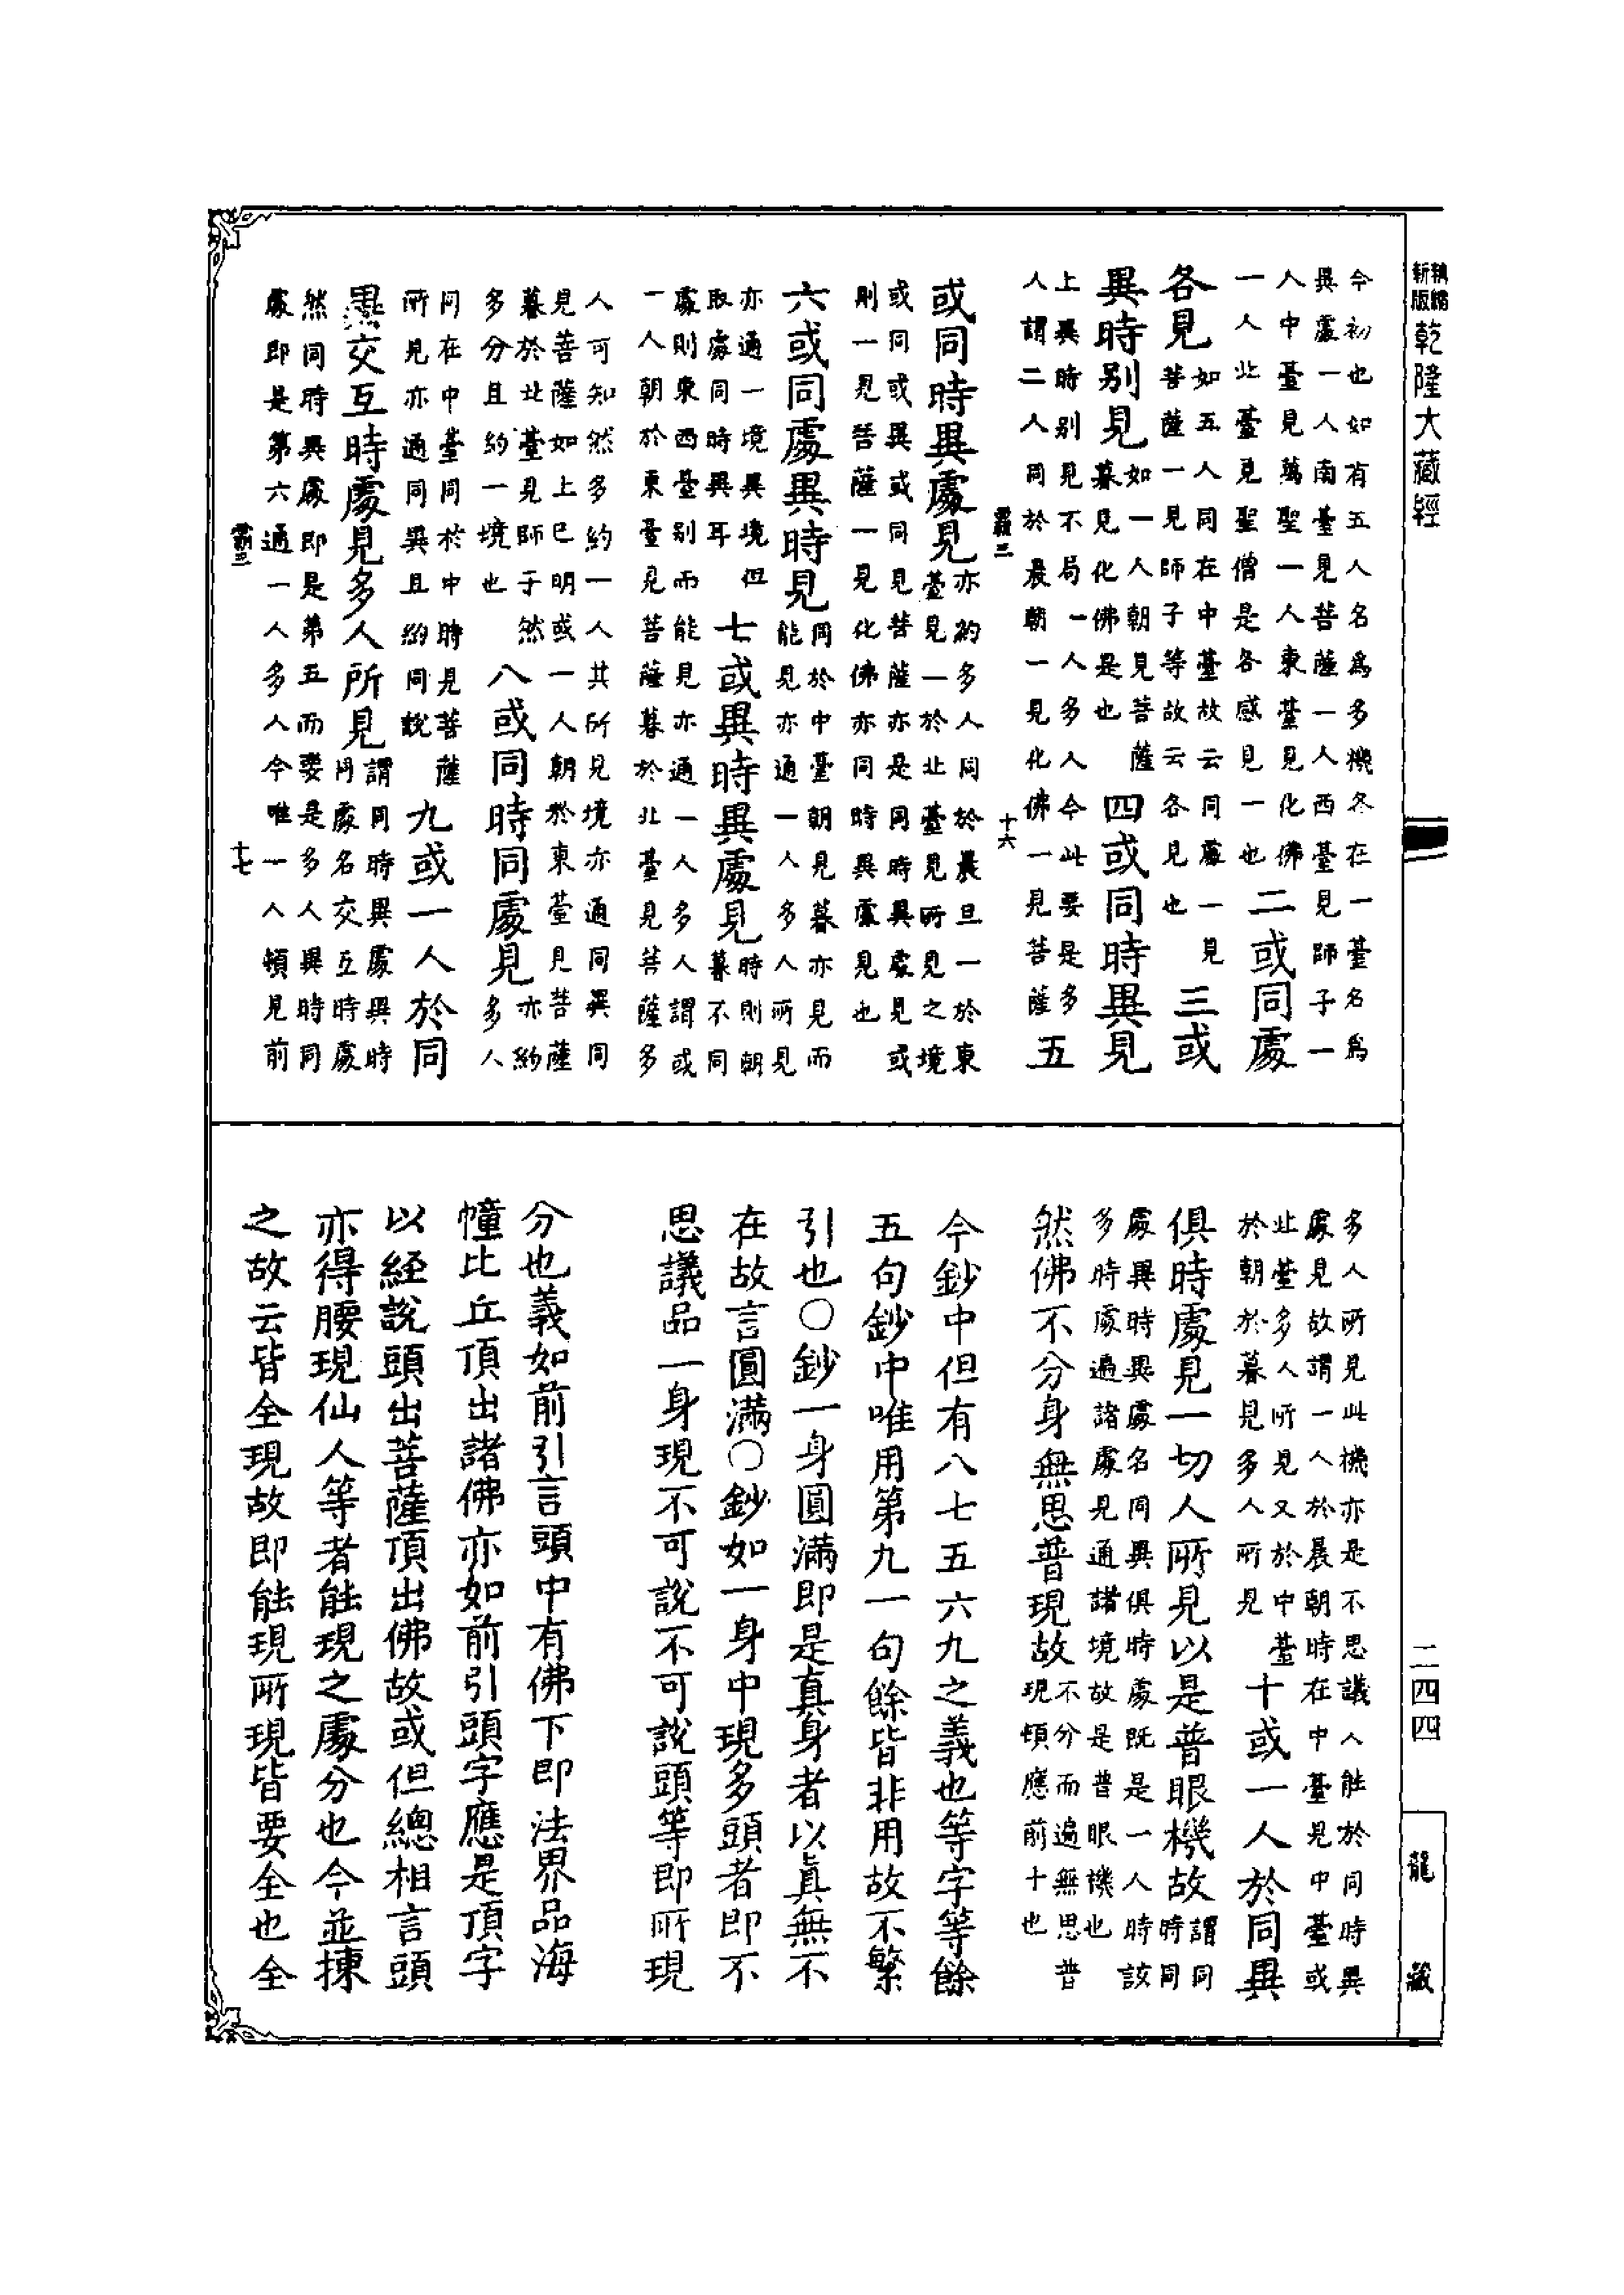 乾隆大藏經
今初也如有五人名為多機各在一臺名為
異處一人南臺見菩薩一人西臺見師子一
人中臺見萬聖一人東臺見化佛
一人北臺見聖僧是各感見一也
二或同處
各見
如五人同在中臺故云同處一見
菩薩一見師子等故云各見也
三或
異時别見
如一人朝見菩薩
暮見化佛是也
四或同時異見
上異時别見不局一人多人今此要是多
人謂二人同於晨朝一見化佛一見菩薩
五
十六
或同時異處見
亦約多人同於晨旦一於東
臺見一於北臺見所見之境
或同或異或同見菩薩亦是同時異處見或
則一見菩薩一見化佛亦同時異處見也
六或同處異時見
同於中臺朝見暮亦見而
能見亦通一人多人所見
亦通一境異境但
取處同時異耳
七或異時異處見
時則朝
暮不同
處則東西臺别而能見亦通一人多人謂或
一人朝於東臺見菩薩暮於北臺見菩薩多
人可知然多約一人其所見境亦通同異同
見菩薩如上已明或一人朝於東臺見菩薩
暮於北臺見師子然
多分且約一境也
八或同時同處見
亦約
多人
同在中臺同於中時見菩薩
所見亦通同異且約同說
九或一人於同
異交互時處見多人所見
謂同時異處異時
同處名交互時處
然同時異處即是第五而要是多人異時同
處即是第六通一人多人今唯一人頓見前
十七
多人所見此機亦是不思議人能於同時異
處見故謂一人於晨朝時在中臺見中臺或
北臺多人所見又於中臺
於朝於暮見多人所見
十或一人於同異
俱時處見一切人所見以是普眼機故
謂同
時同
處異時異處名同異俱時處既是一人時該
多時處遍諸處見通諸境故是普眼機也
然佛不分身無思普現故
不分而遍無思普
現頓應前十也
今鈔中但有八七五六九之義也等字等餘
五句鈔中唯用第九一句餘皆非用故不繁
引也○鈔一身圓滿即是真身者以真無不
在故言圓滿○鈔如一身中現多頭者即不
思議品一身現不可說不可說頭等即所現
分也義如前引言頭中有佛下即法界品海
幢比丘頂出諸佛亦如前引頭字應是頂字
以經說頭出菩薩頂出佛故或但總相言頭
亦得腰現仙人等者能現之處分也今並揀
之故云皆全現故即能現所現皆要全也全
二四四
龍藏